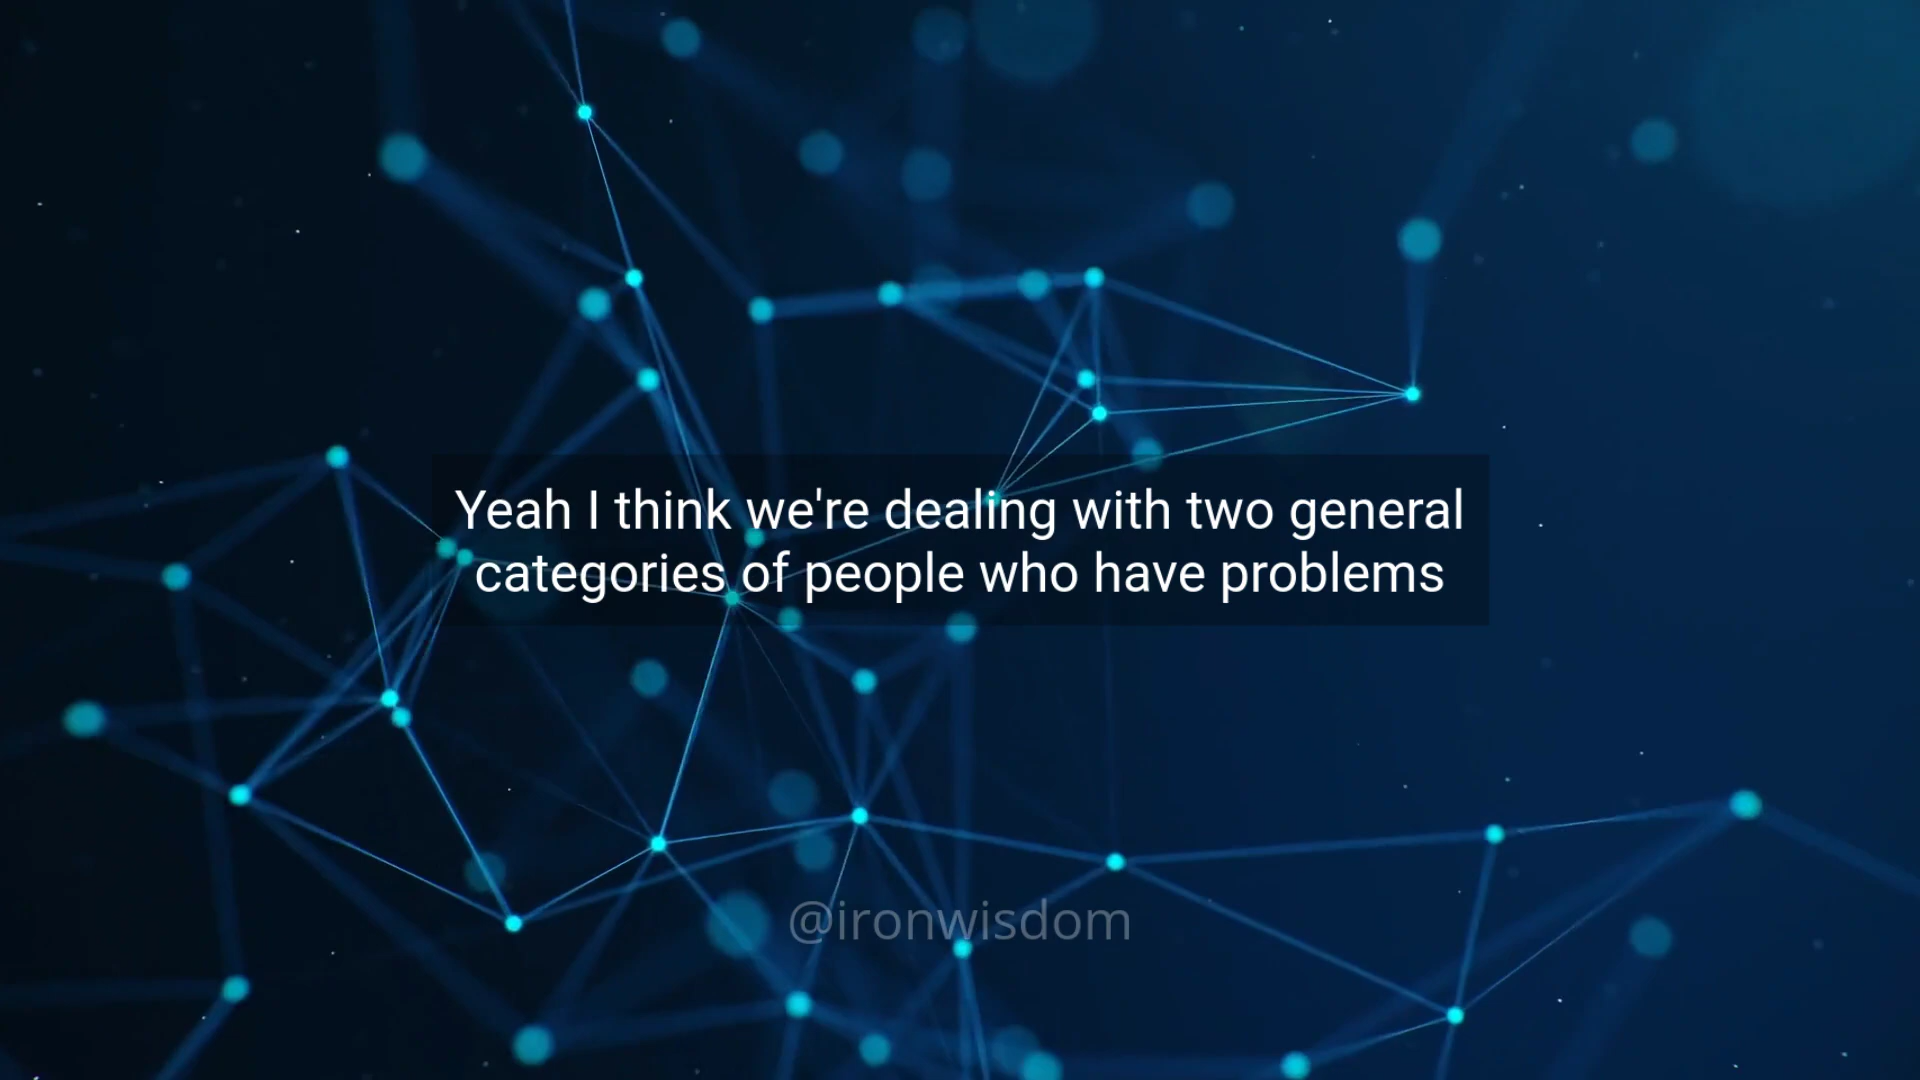 Yeah I think we're dealing with two general
categories of people who have problems
@ironwisdom